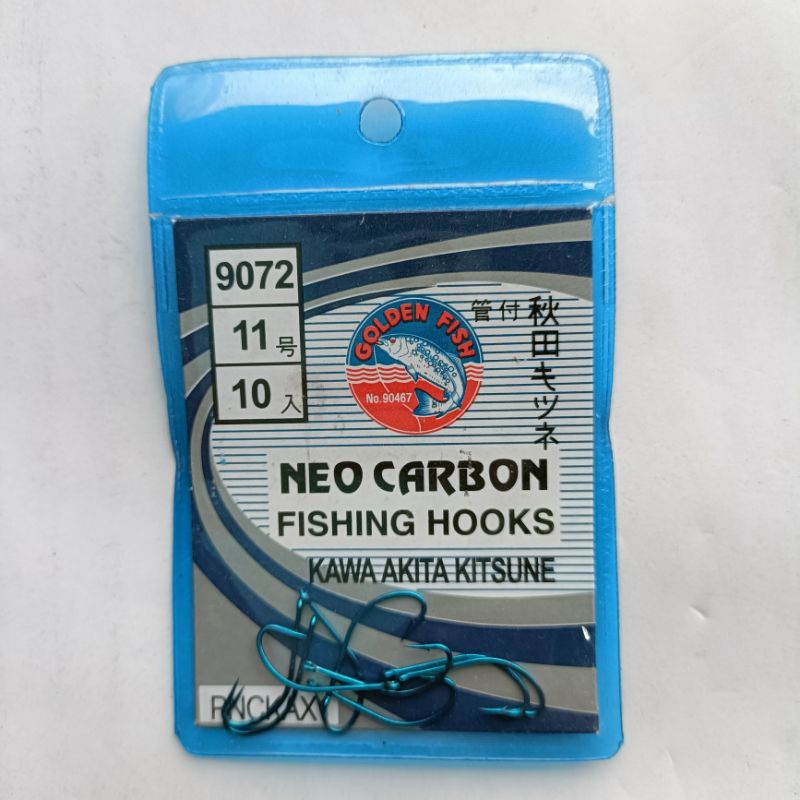 9072
11号
10入
GOLDEN FISH
No.90467
管付
秋田キツネ
NEO CARBON
FISHING HOOKS
KAWA AKITA KITSUNE